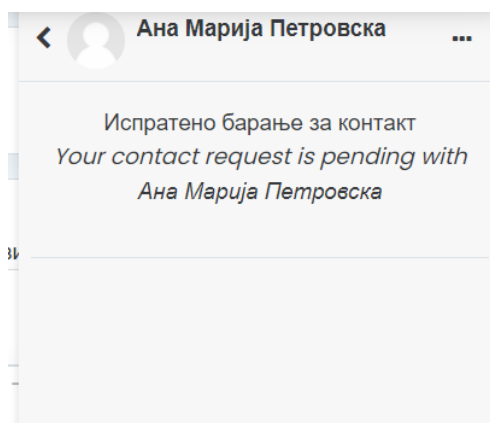 Ана Марија Петровска
Испратено барање за контакт
Your contact request is pending with
Ана Марија Петровска